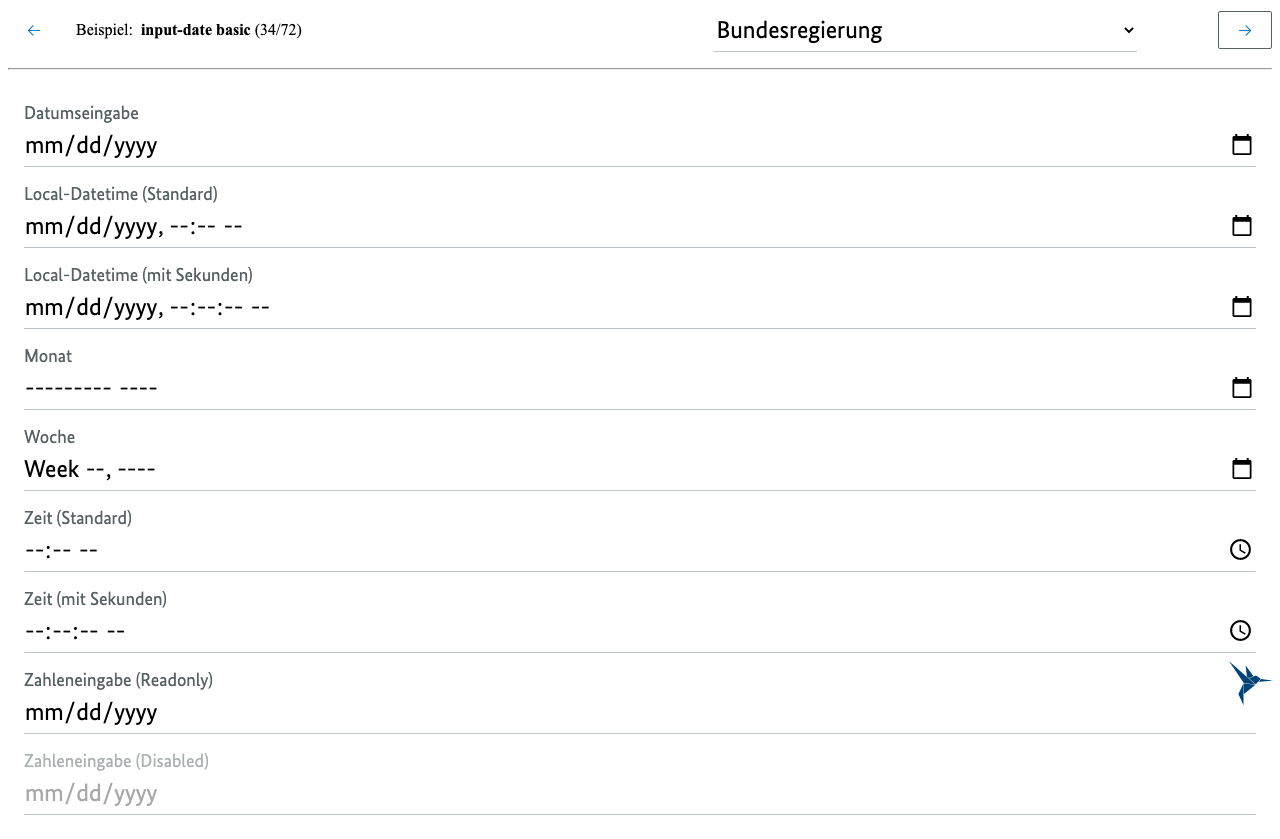 Beispiel: input-date basic (34/72)
Bundesregierung
Datumseingabe
mm/dd/yyyy
Local-Datetime (Standard)
mm/dd/yyyy, --:-- --
Local-Datetime (mit Sekunden)
mm/dd/yyyy, --:--:-- --
Monat
--------- ----
Woche
Week --, ----
Zeit (Standard)
--:-- --
Zeit (mit Sekunden)
--:--:-- --
Zahleneingabe (Readonly)
mm/dd/yyyy
Zahleneingabe (Disabled)
mm/dd/yyyy